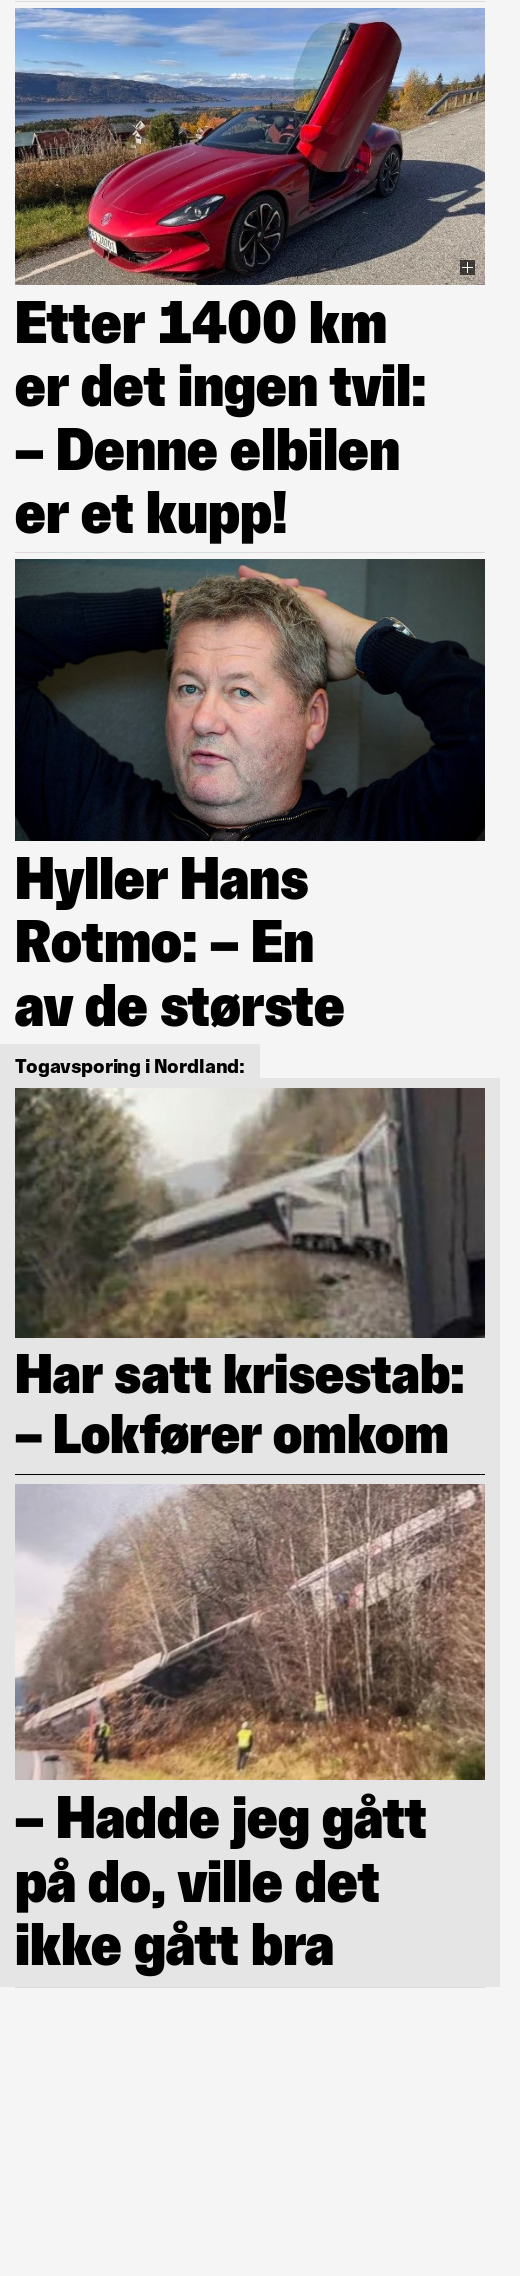 Etter 1400 km
er det ingen tvil:
– Denne elbilen
er et kupp!
Hyller Hans
Rotmo: – En
av de største
Togavsporing i Nordland:
Har satt krisestab:
– Lokfører omkom
– Hadde jeg gått
på do, ville det
ikke gått bra